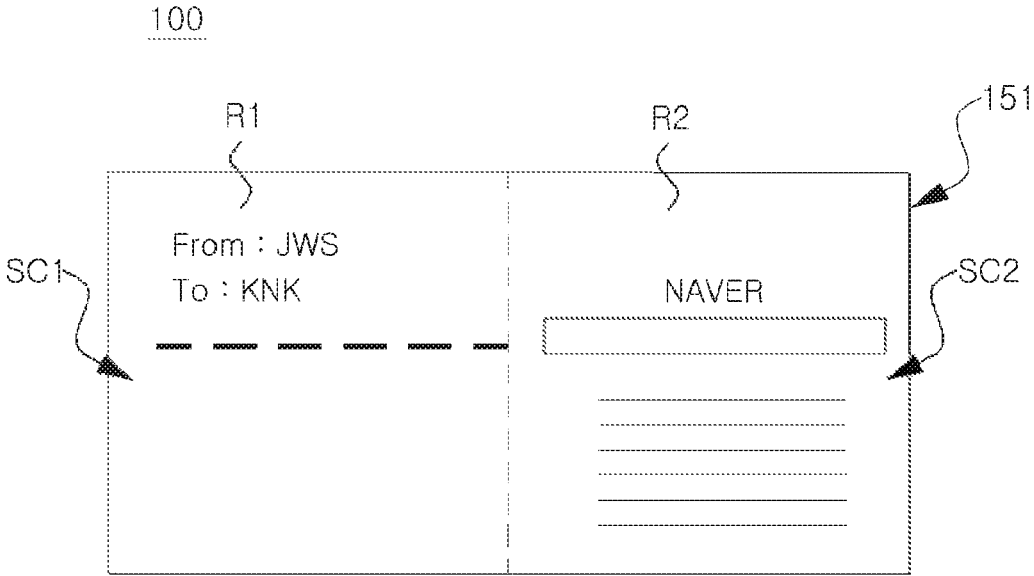 100
R1
R2
151
From : JWS
SC1
To : KNK
SC2
NAVER